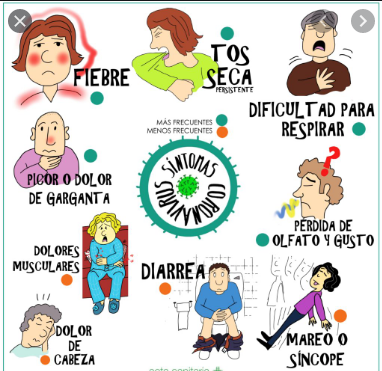 FIEBRE
TOS
SECA
PERSISTENTE
DIFICULTAD PARA
RESPIRAR
MÁS FRECUENTES
MENOS FRECUENTES
SÍNTOMAS
CORONAVIRUS
PICOR O DOLOR
DE GARGANTA
PÉRDIDA DE
OLFATO Y GUSTO
DOLORES
MUSCULARES
DIARREA
DOLOR
DE
CABEZA
MAREO O
SÍNCOPE